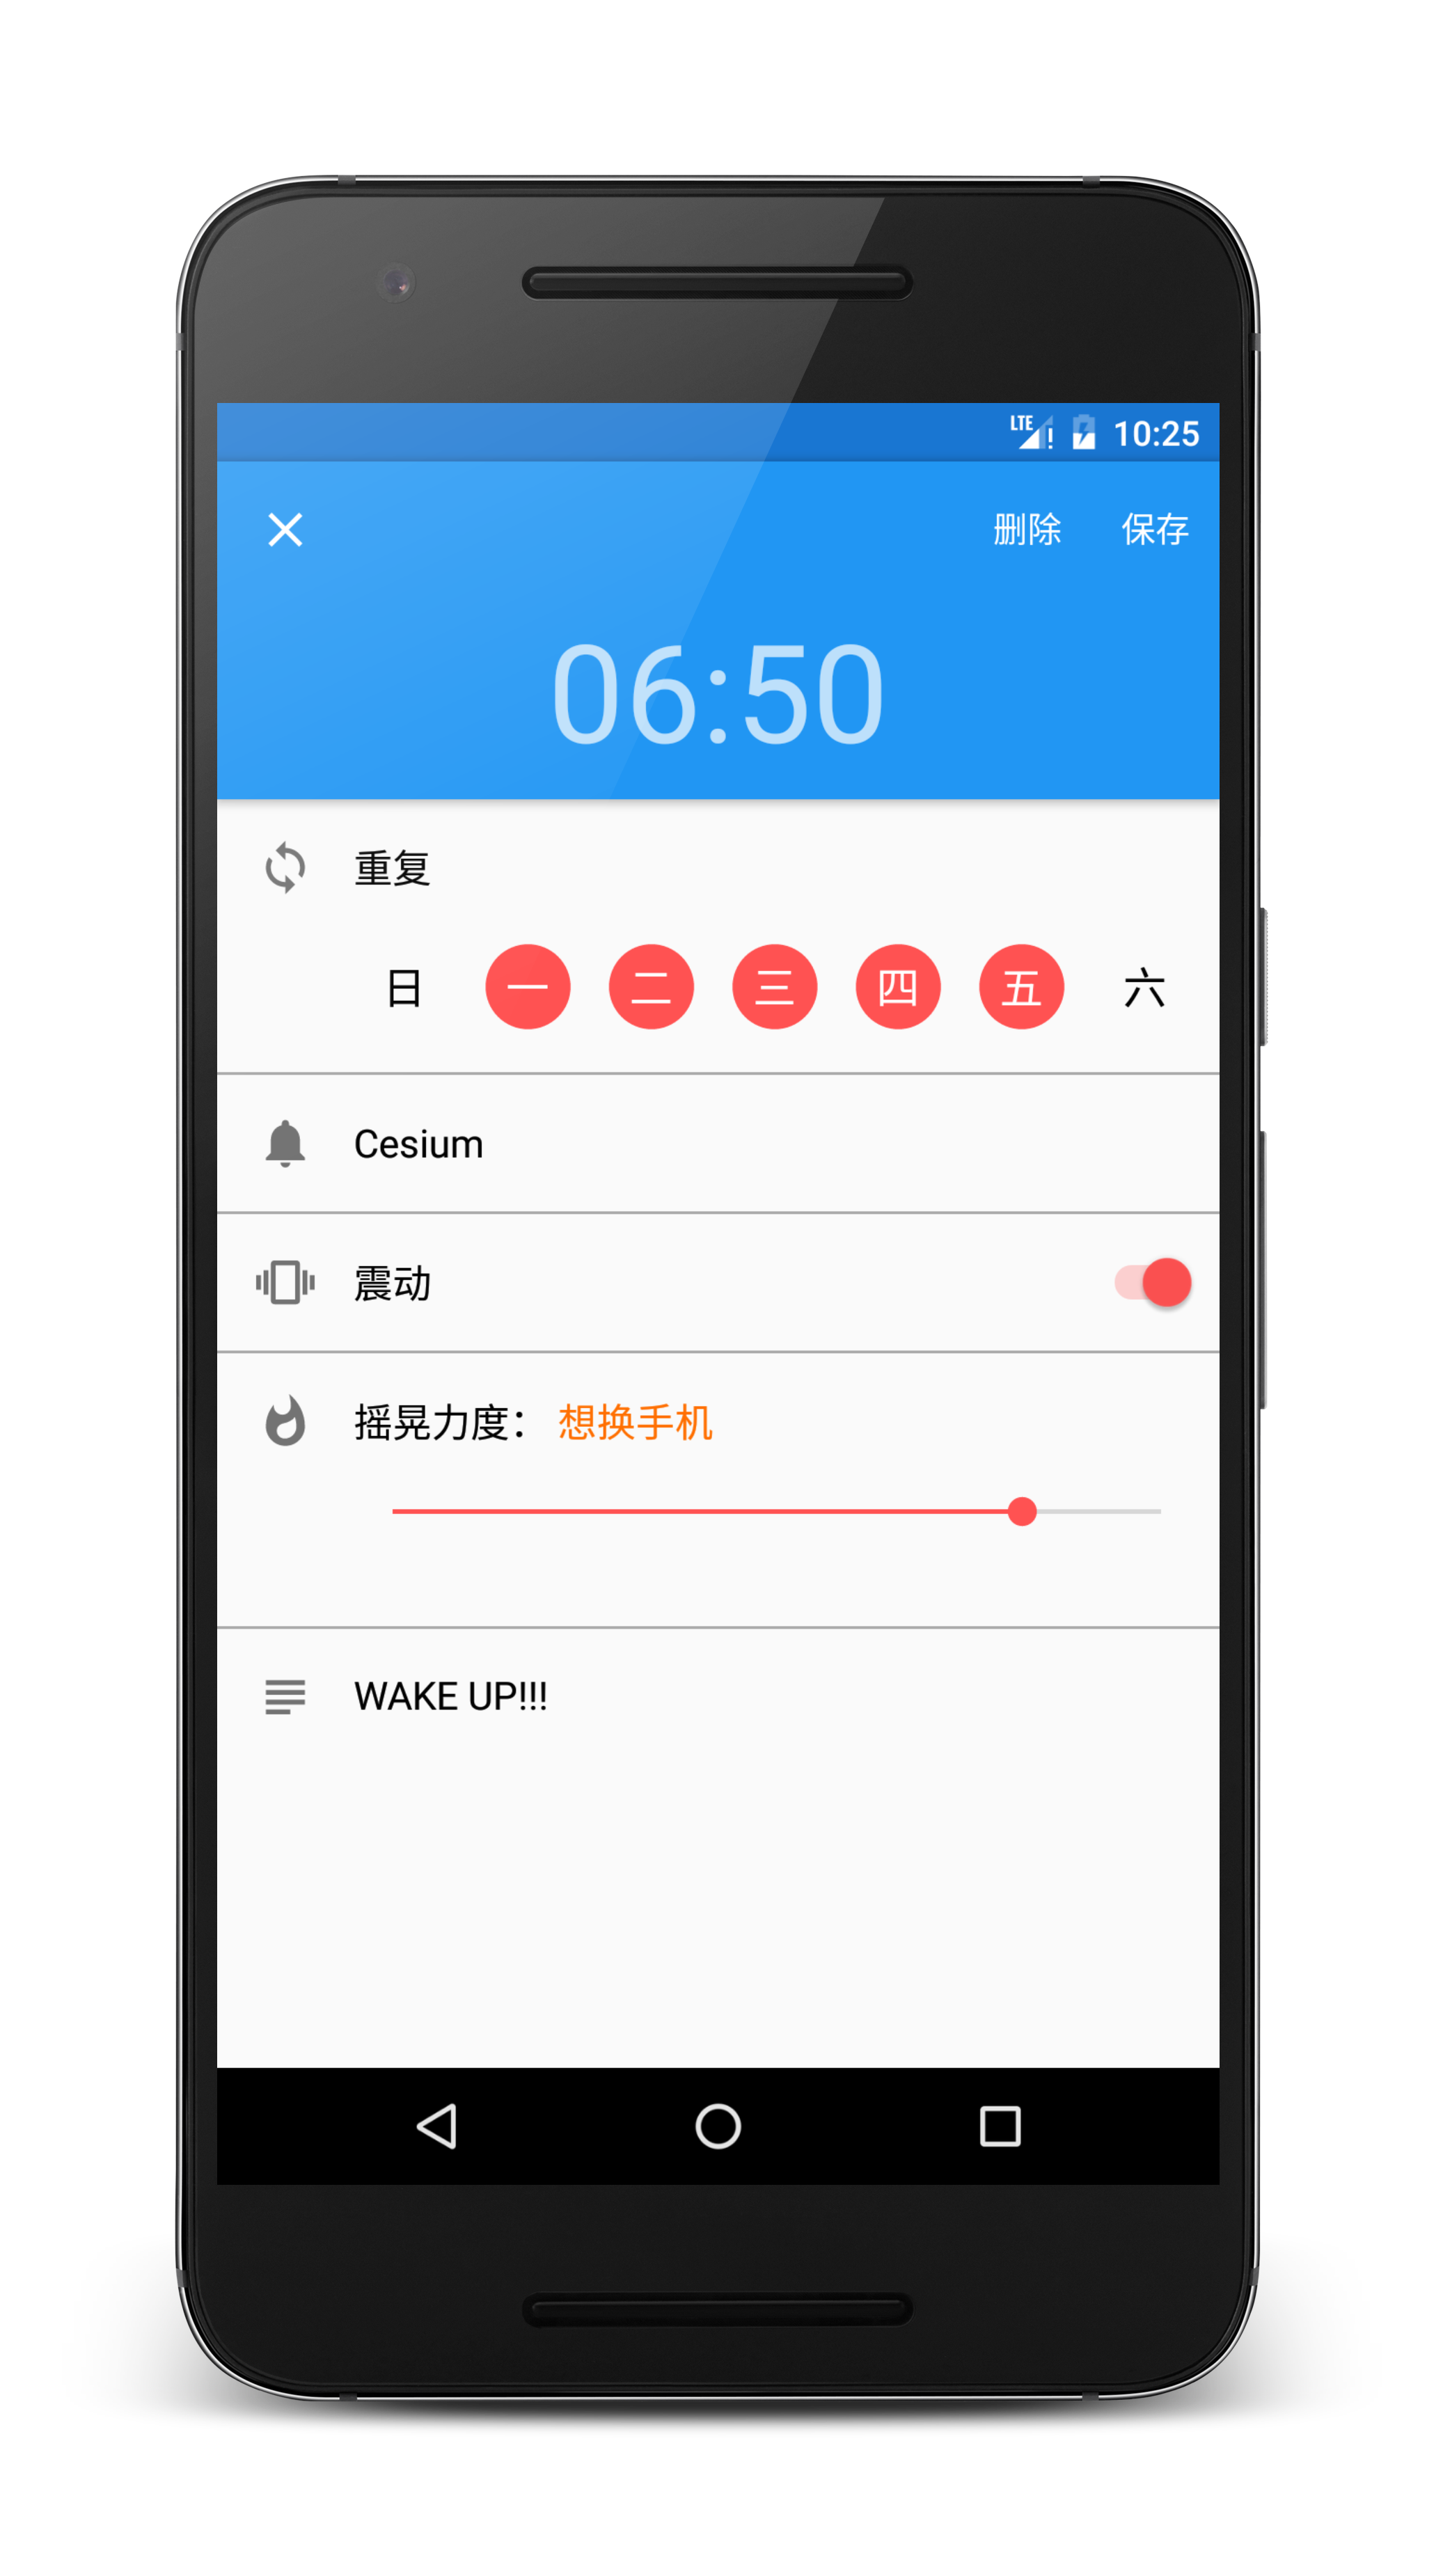 LTE 10:25
删除 保存
06:50
重复
日 一 二 三 四 五 六
Cesium
震动
摇晃力度： 想换手机
WAKE UP!!!